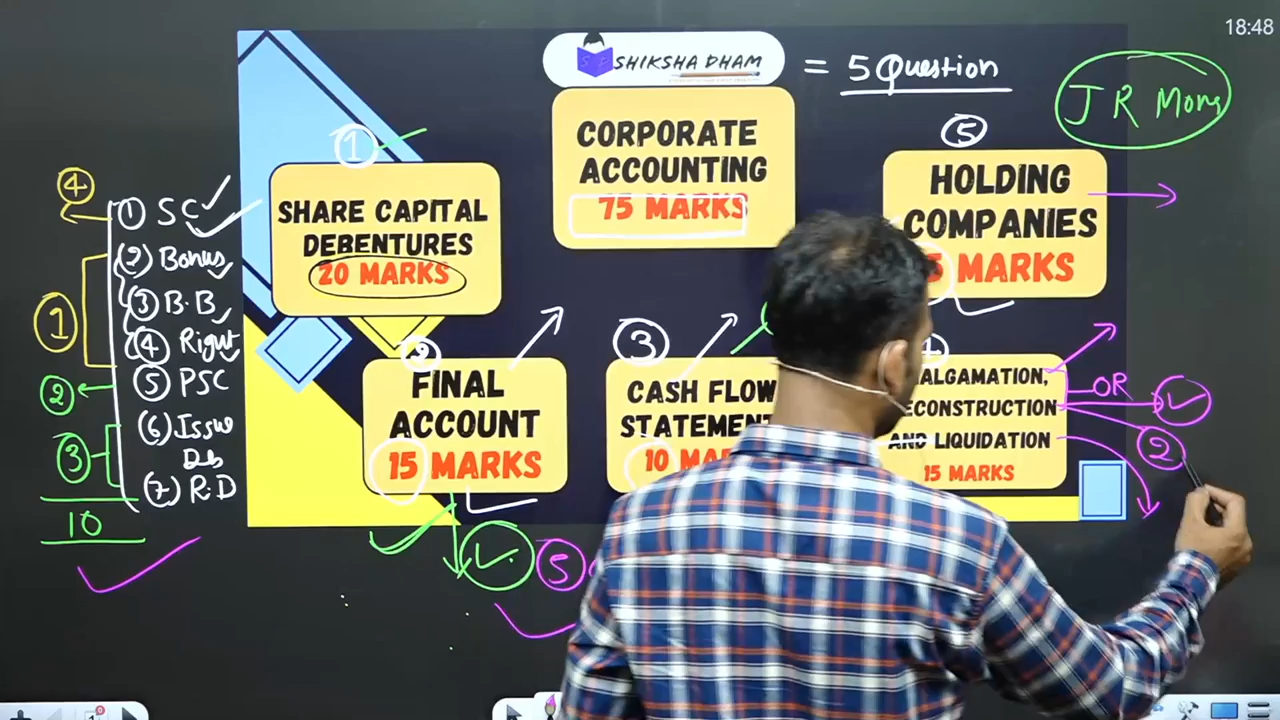 18:48
SHIKSHA DHAM
= 5 Question
J R Mong
CORPORATE
ACCOUNTING
75 MARKS
1
SHARE CAPITAL
DEBENTURES
20 MARKS
5
HOLDING
COMPANIES
5 MARKS
4
1 SC
(2) Bonus
3 B.B
4 Right
5 PSC
(6) Issue
Deb
(7) R.D
1
2
3
10
FINAL
ACCOUNT
15 MARKS
3
CASH FLOW
STATEMENT
10 MAR
ALGAMATION,
ECONSTRUCTION
AND LIQUIDATION
15 MARKS
OR
2
5